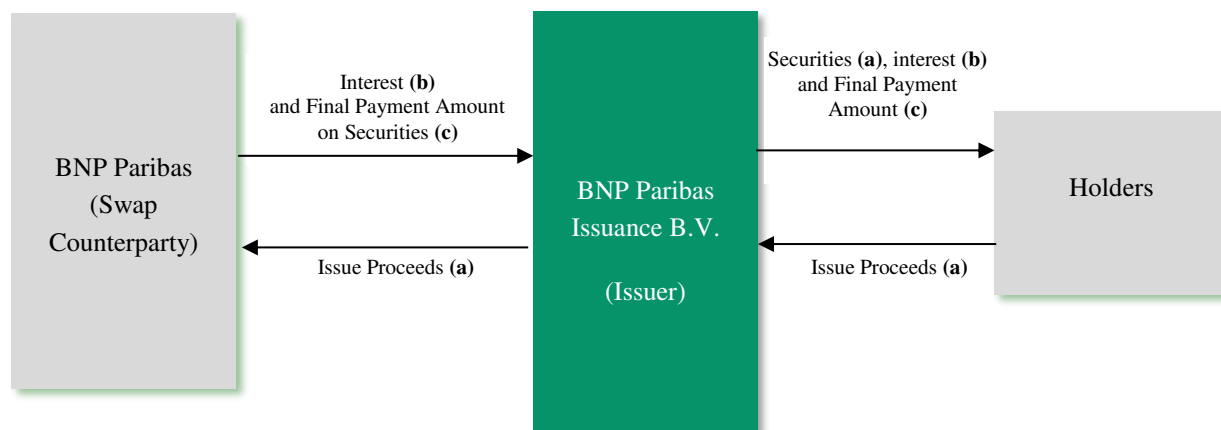 BNP Paribas
(Swap
Counterparty)
Interest (b)
and Final Payment Amount
on Securities (c)
Issue Proceeds (a)
BNP Paribas
Issuance B.V.
(Issuer)
Securities (a), interest (b)
and Final Payment
Amount (c)
Issue Proceeds (a)
Holders